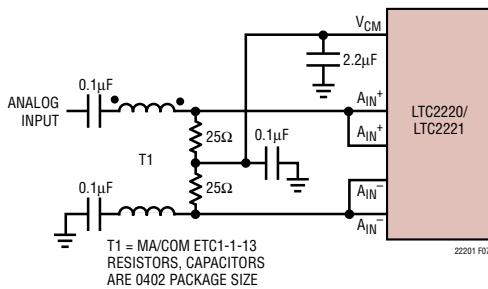 V_CM
2.2µF
0.1µF
ANALOG
INPUT
A_IN^+
LTC2220/
LTC2221
25Ω
0.1µF
A_IN^+
T1
0.1µF
25Ω
A_IN^–
A_IN^–
T1 = MA/COM ETC1-1-13
RESISTORS, CAPACITORS
ARE 0402 PACKAGE SIZE
22201 F07